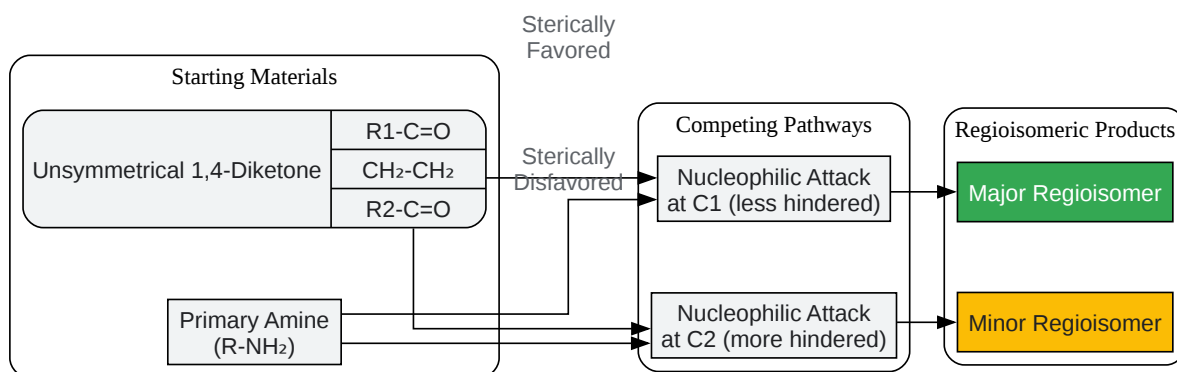 Sterically
Favored
Starting Materials
Unsymmetrical 1,4-Diketone
R1-C=O
CH₂-CH₂
R2-C=O
Primary Amine
(R-NH₂)
Sterically
Disfavored
Competing Pathways
Nucleophilic Attack
at C1 (less hindered)
Nucleophilic Attack
at C2 (more hindered)
Regioisomeric Products
Major Regioisomer
Minor Regioisomer